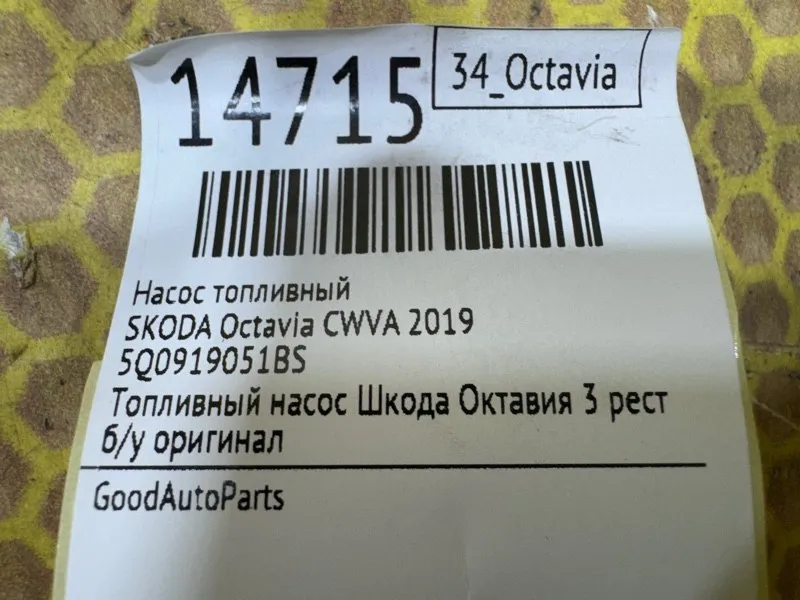 14715
34_Octavia
Насос топливный
SKODA Octavia CWVA 2019
5Q0919051BS
Топливный насос Шкода Октавия 3 рест
б/у оригинал
GoodAutoParts